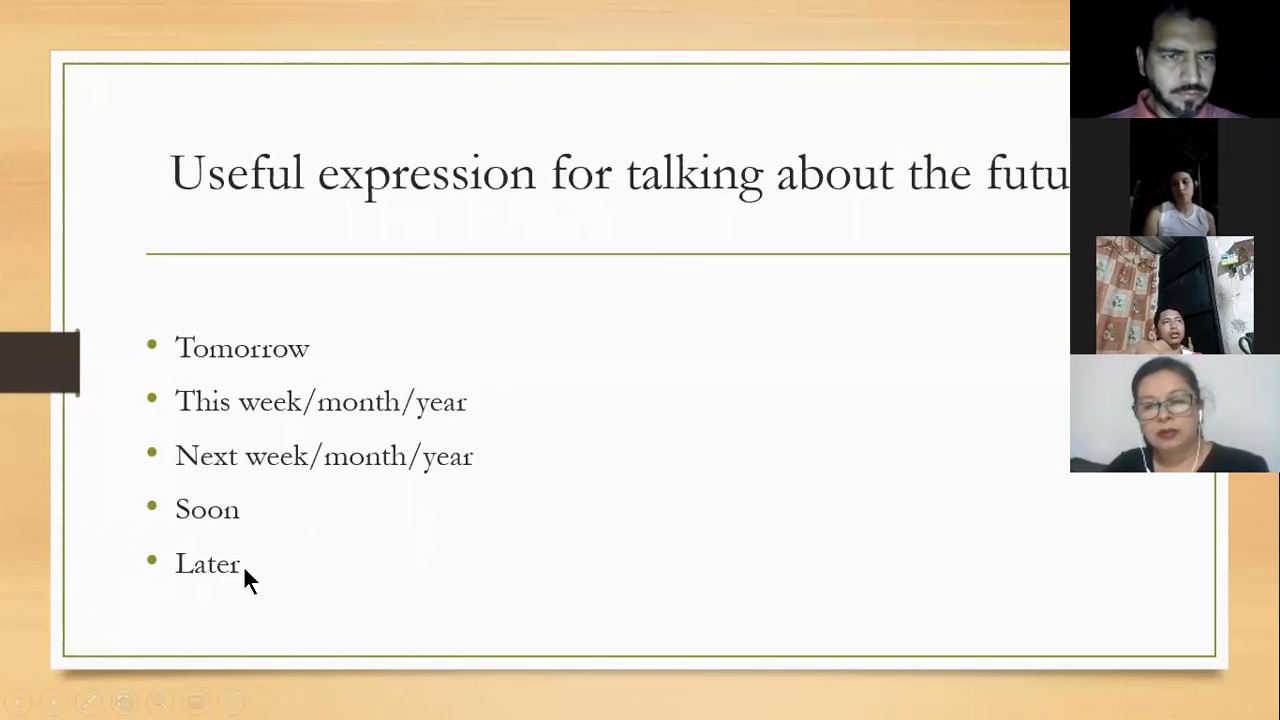 Useful expression for talking about the futu
Tomorrow
This week/month/year
Next week/month/year
Soon
Later